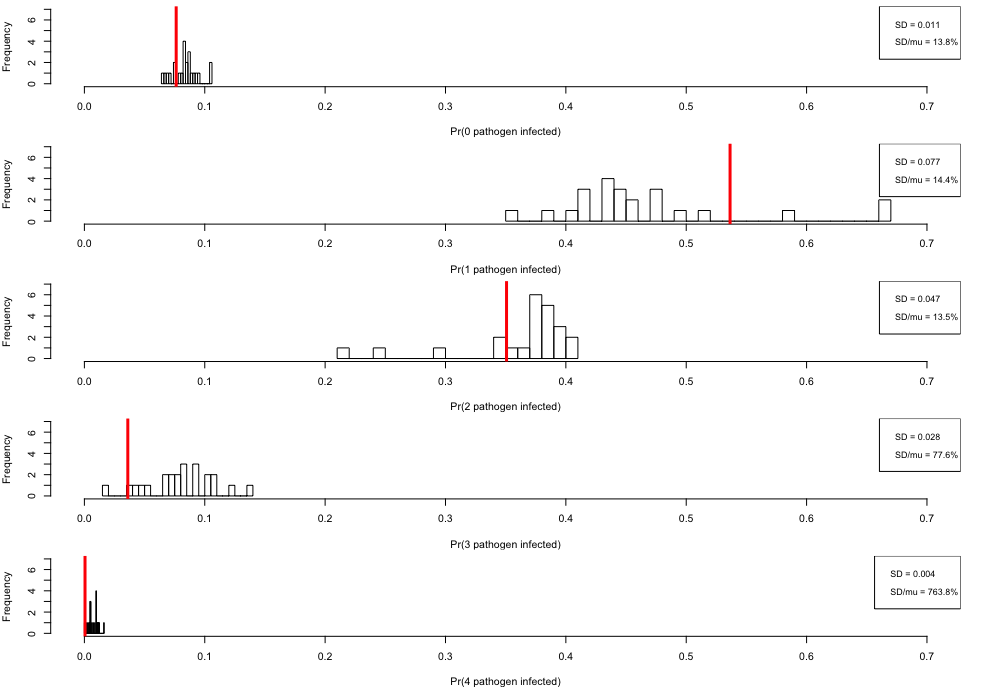 Frequency
0 2 4 6
SD = 0.011
SD/mu = 13.8%
0.0 0.1 0.2 0.3 0.4 0.5 0.6 0.7
Pr(0 pathogen infected)
Frequency
0 2 4 6
SD = 0.077
SD/mu = 14.4%
0.0 0.1 0.2 0.3 0.4 0.5 0.6 0.7
Pr(1 pathogen infected)
Frequency
0 2 4 6
SD = 0.047
SD/mu = 13.5%
0.0 0.1 0.2 0.3 0.4 0.5 0.6 0.7
Pr(2 pathogen infected)
Frequency
0 2 4 6
SD = 0.028
SD/mu = 77.6%
0.0 0.1 0.2 0.3 0.4 0.5 0.6 0.7
Pr(3 pathogen infected)
Frequency
0 2 4 6
SD = 0.004
SD/mu = 763.8%
0.0 0.1 0.2 0.3 0.4 0.5 0.6 0.7
Pr(4 pathogen infected)